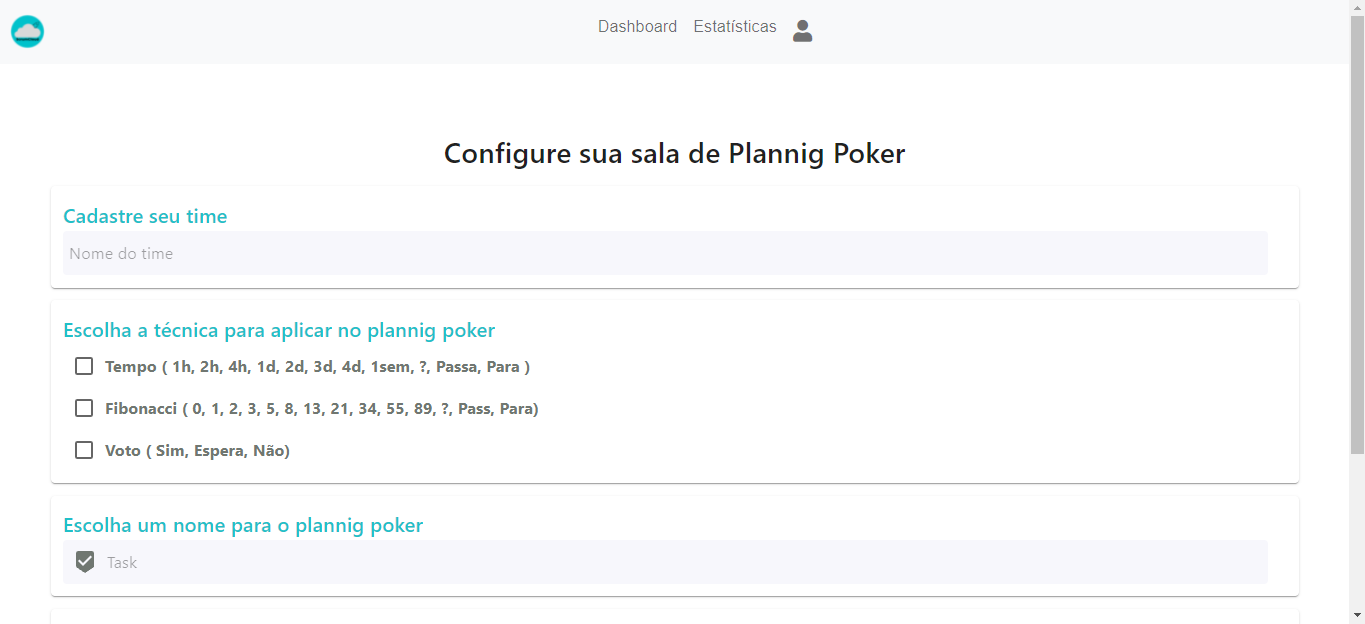 Dashboard Estatísticas
Configure sua sala de Plannig Poker
Cadastre seu time
Nome do time
Escolha a técnica para aplicar no plannig poker
Tempo ( 1h, 2h, 4h, 1d, 2d, 3d, 4d, 1sem, ?, Passa, Para )
Fibonacci ( 0, 1, 2, 3, 5, 8, 13, 21, 34, 55, 89, ?, Pass, Para)
Voto ( Sim, Espera, Não)
Escolha um nome para o plannig poker
Task